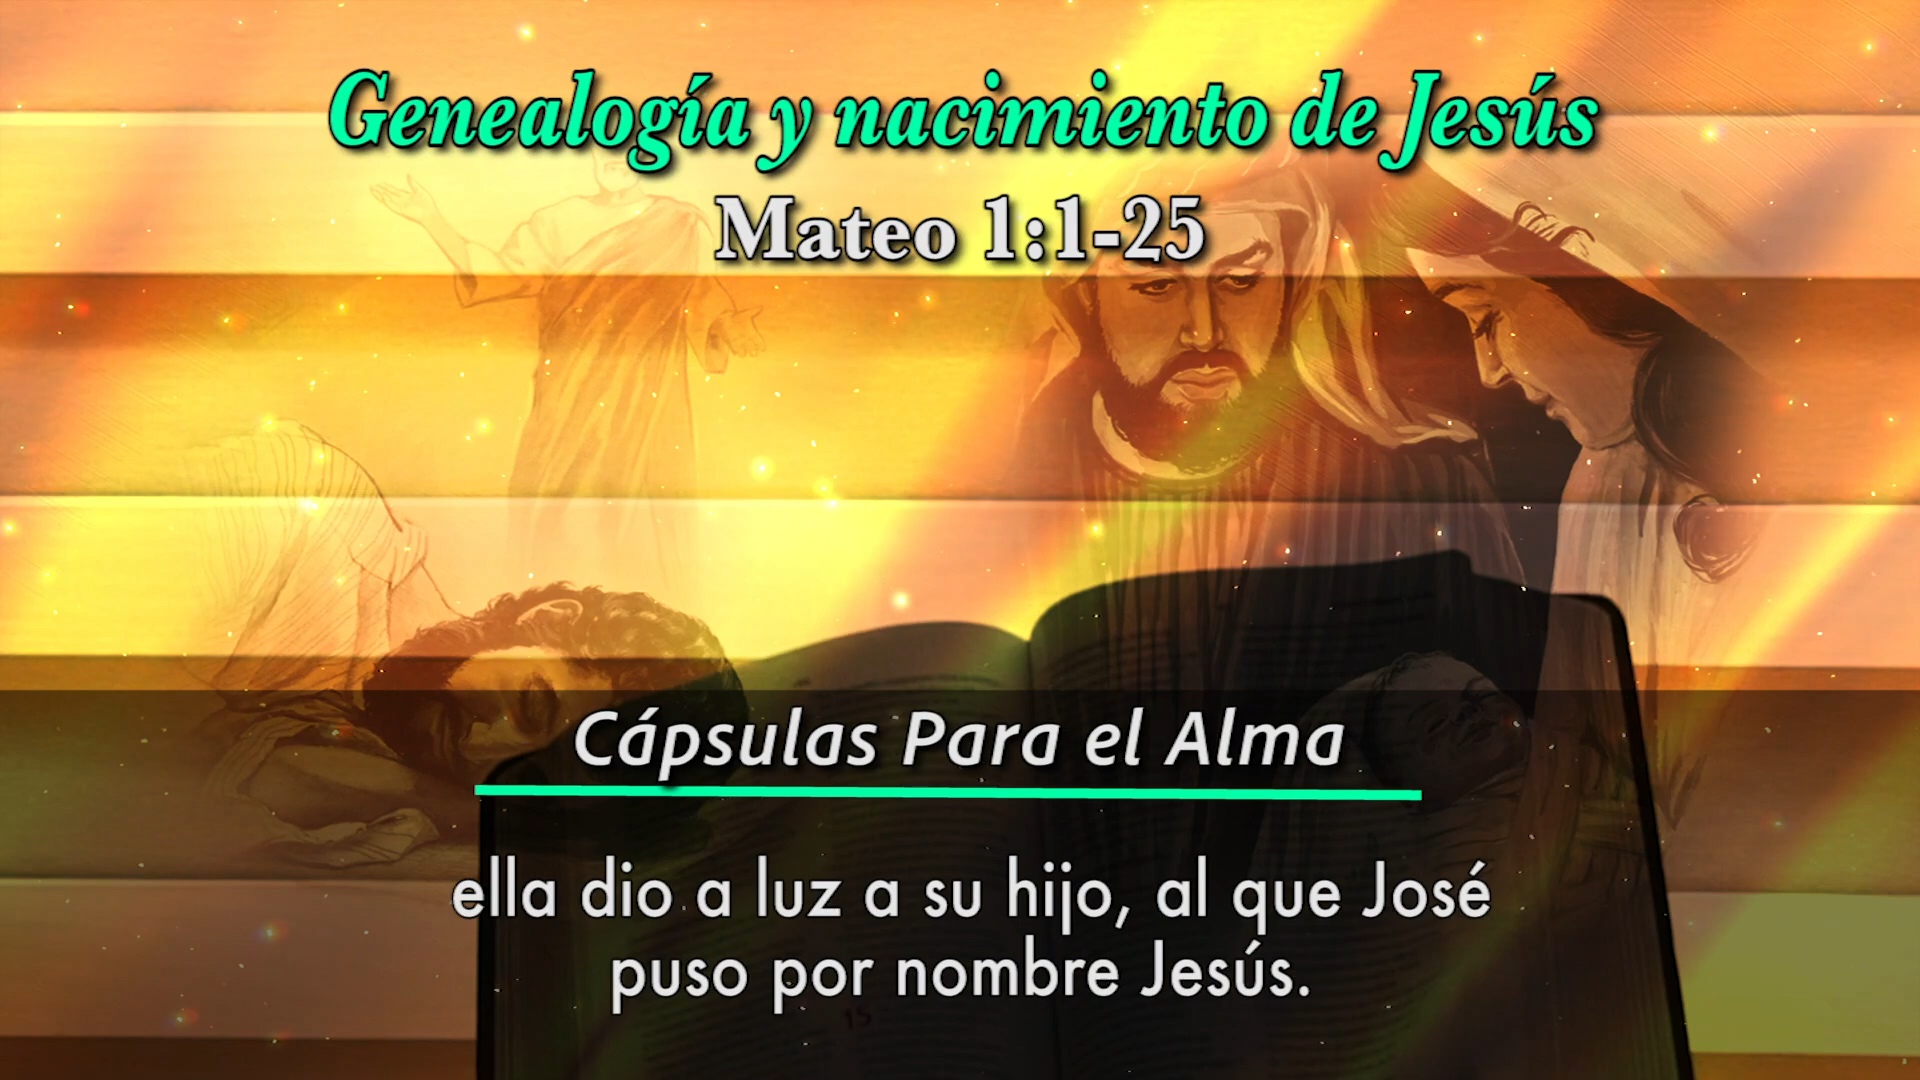 Genealogía y nacimiento de Jesús
Mateo 1:1-25
Cápsulas Para el Alma
ella dio a luz a su hijo, al que José
puso por nombre Jesús.
15